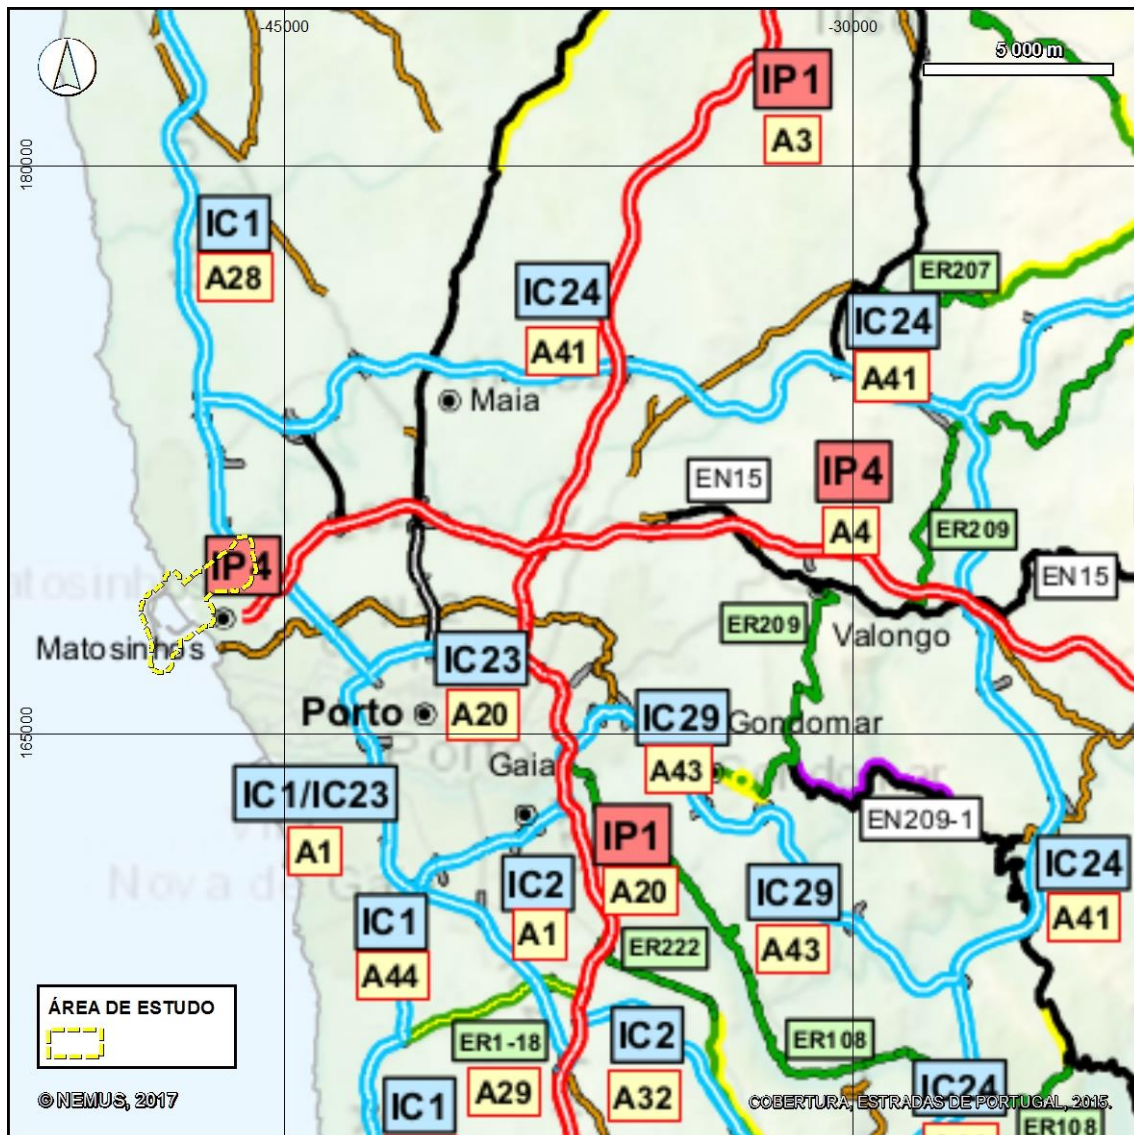 -45000
-30000
5 000 m
IP1
A3
180000
IC1
A28
ER207
IC24
A41
IC24
A41
Maia
EN15
IP4
A4
ER209
IP4
EN15
ER209
Valongo
Matosinhos
IC23
A20
Porto
IC29
Gondomar
A43
165000
Gaia
IC1/IC23
A1
EN209-1
IP1
A20
IC2
A1
IC29
A43
IC24
A41
IC1
A44
ER222
ÁREA DE ESTUDO
ER1-18
IC2
ER108
A29
A32
IC1
IC24
ER108
© NEMUS, 2017
COBERTURA, ESTRADAS DE PORTUGAL, 2015.